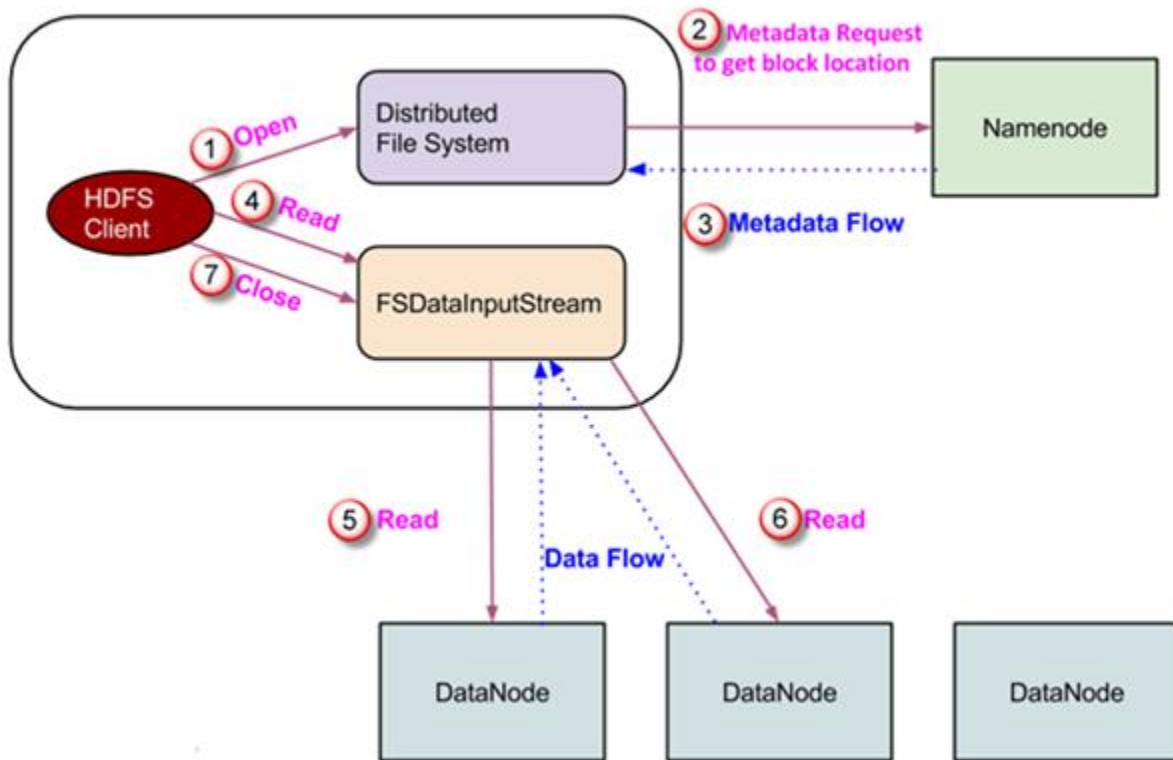 2 Metadata Request
to get block location
Distributed
File System
Namenode
1 Open
HDFS
Client
4 Read
3 Metadata Flow
7 Close
FSDataInputStream
5 Read
6 Read
Data Flow
DataNode
DataNode
DataNode